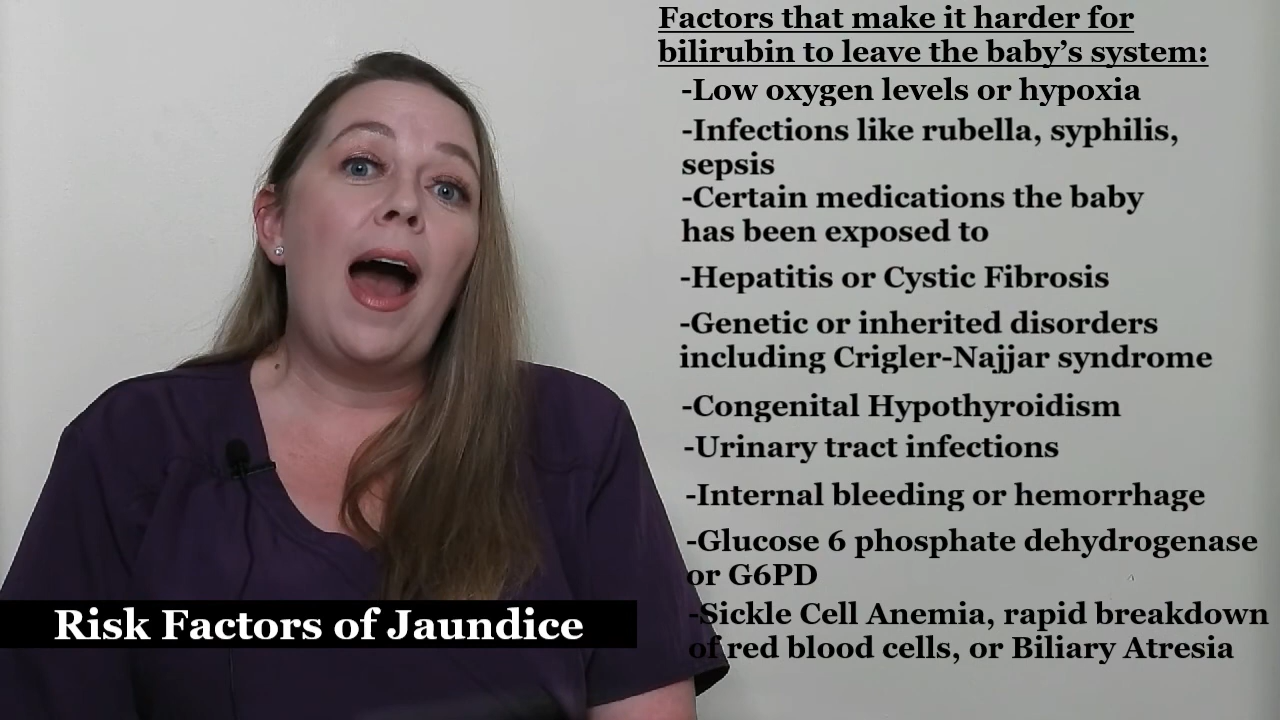 Factors that make it harder for
bilirubin to leave the baby's system:
-Low oxygen levels or hypoxia
-Infections like rubella, syphilis,
sepsis
-Certain medications the baby
has been exposed to
-Hepatitis or Cystic Fibrosis
-Genetic or inherited disorders
including Crigler-Najjar syndrome
-Congenital Hypothyroidism
-Urinary tract infections
-Internal bleeding or hemorrhage
-Glucose 6 phosphate dehydrogenase
or G6PD
-Sickle Cell Anemia, rapid breakdown
of red blood cells, or Biliary Atresia
Risk Factors of Jaundice